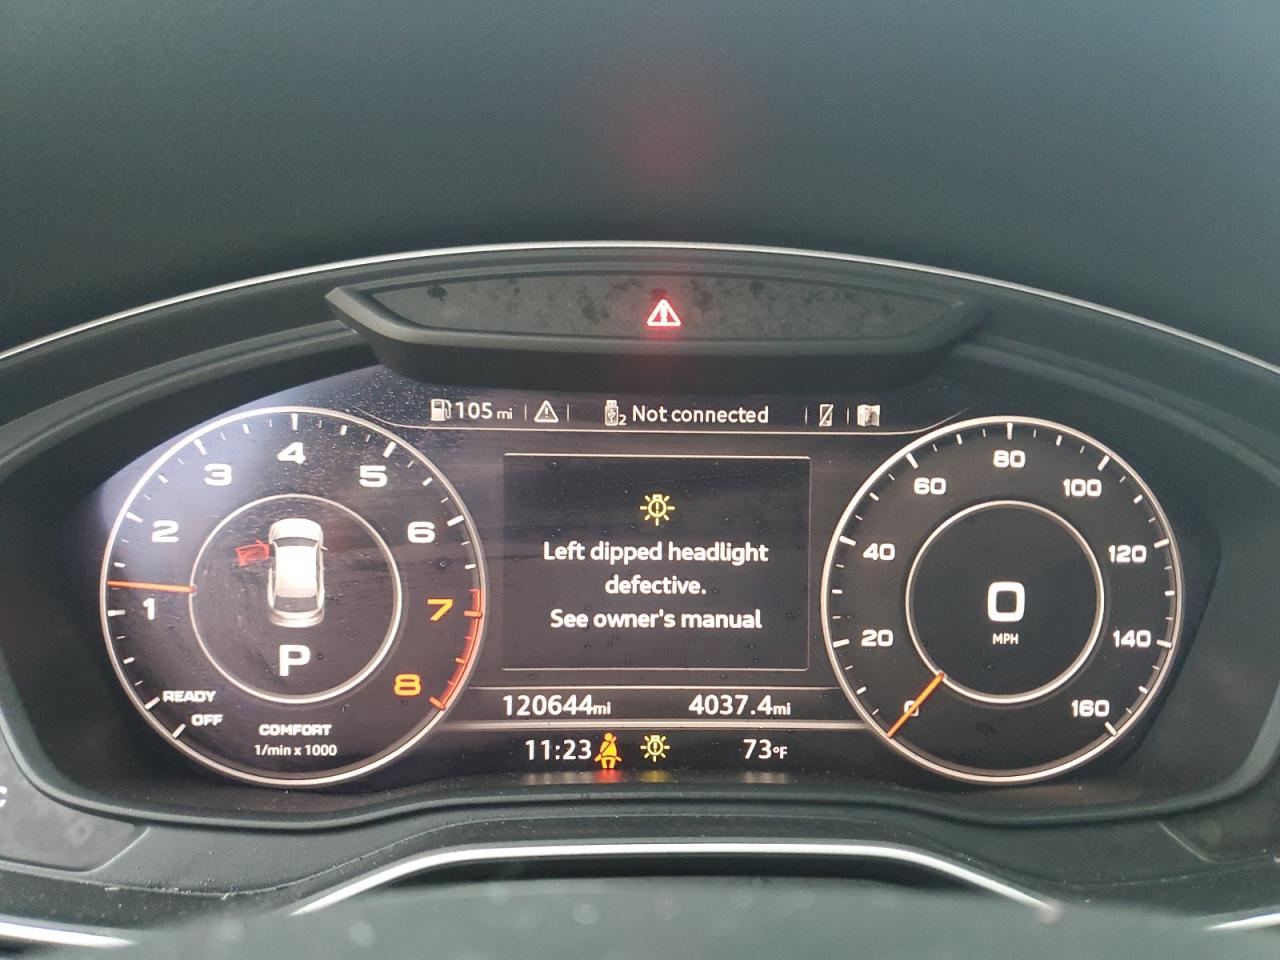 105 mi
2 Not connected
1
2
3
4
5
6
7
8
P
READY
OFF
COMFORT
1/min x 1000
Left dipped headlight
defective.
See owner's manual
120644mi
4037.4mi
11:23
73°F
0
20
40
60
80
100
120
140
160
0
MPH
C